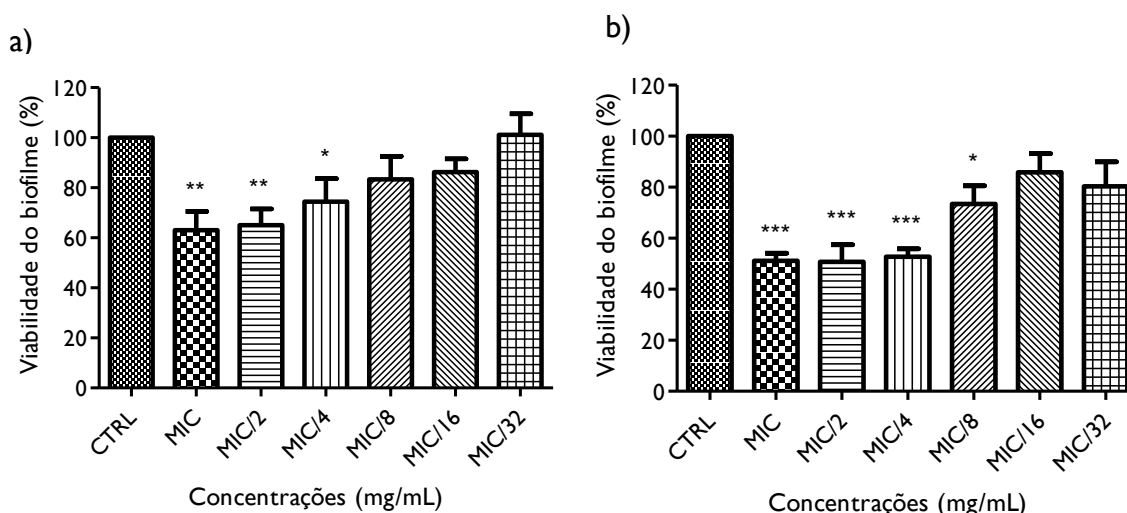 a)
Viabilidade do biofilme (%)
120
100
80
60
40
20
0
**
**
*
CTRL
MIC
MIC/2
MIC/4
MIC/8
MIC/16
MIC/32
Concentrações (mg/mL)
b)
Viabilidade do biofilme (%)
120
100
80
60
40
20
0
***
***
***
*
CTRL
MIC
MIC/2
MIC/4
MIC/8
MIC/16
MIC/32
Concentrações (mg/mL)